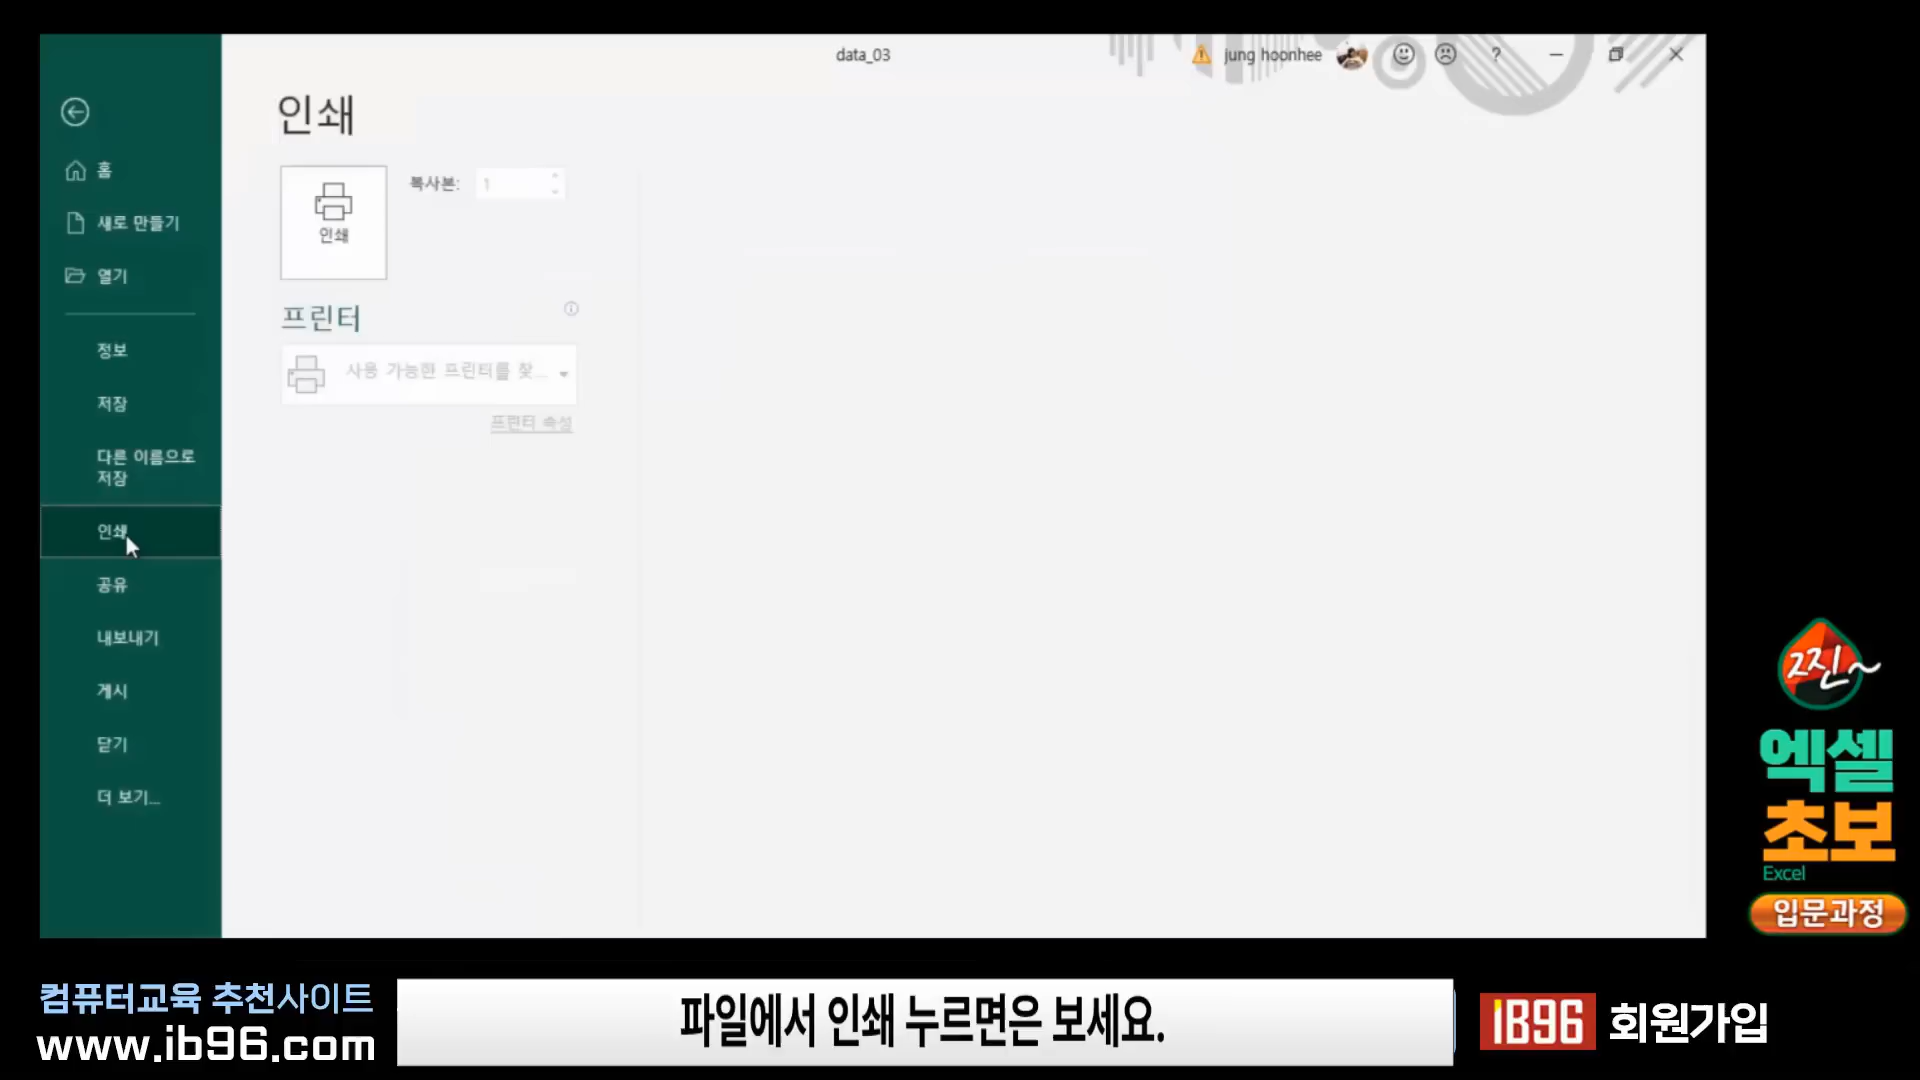 data_03
jung hoonhee
?
인쇄
홈
새로 만들기
열기
정보
저장
다른 이름으로
저장
인쇄
공유
내보내기
게시
닫기
더 보기...
복사본: 1
인쇄
프린터
사용 가능한 프린터를 찾...
프린터 속성
2진~
엑셀
초보
Excel
입문과정
컴퓨터교육 추천사이트
www.ib96.com
파일에서 인쇄 누르면은 보세요.
IB96 회원가입